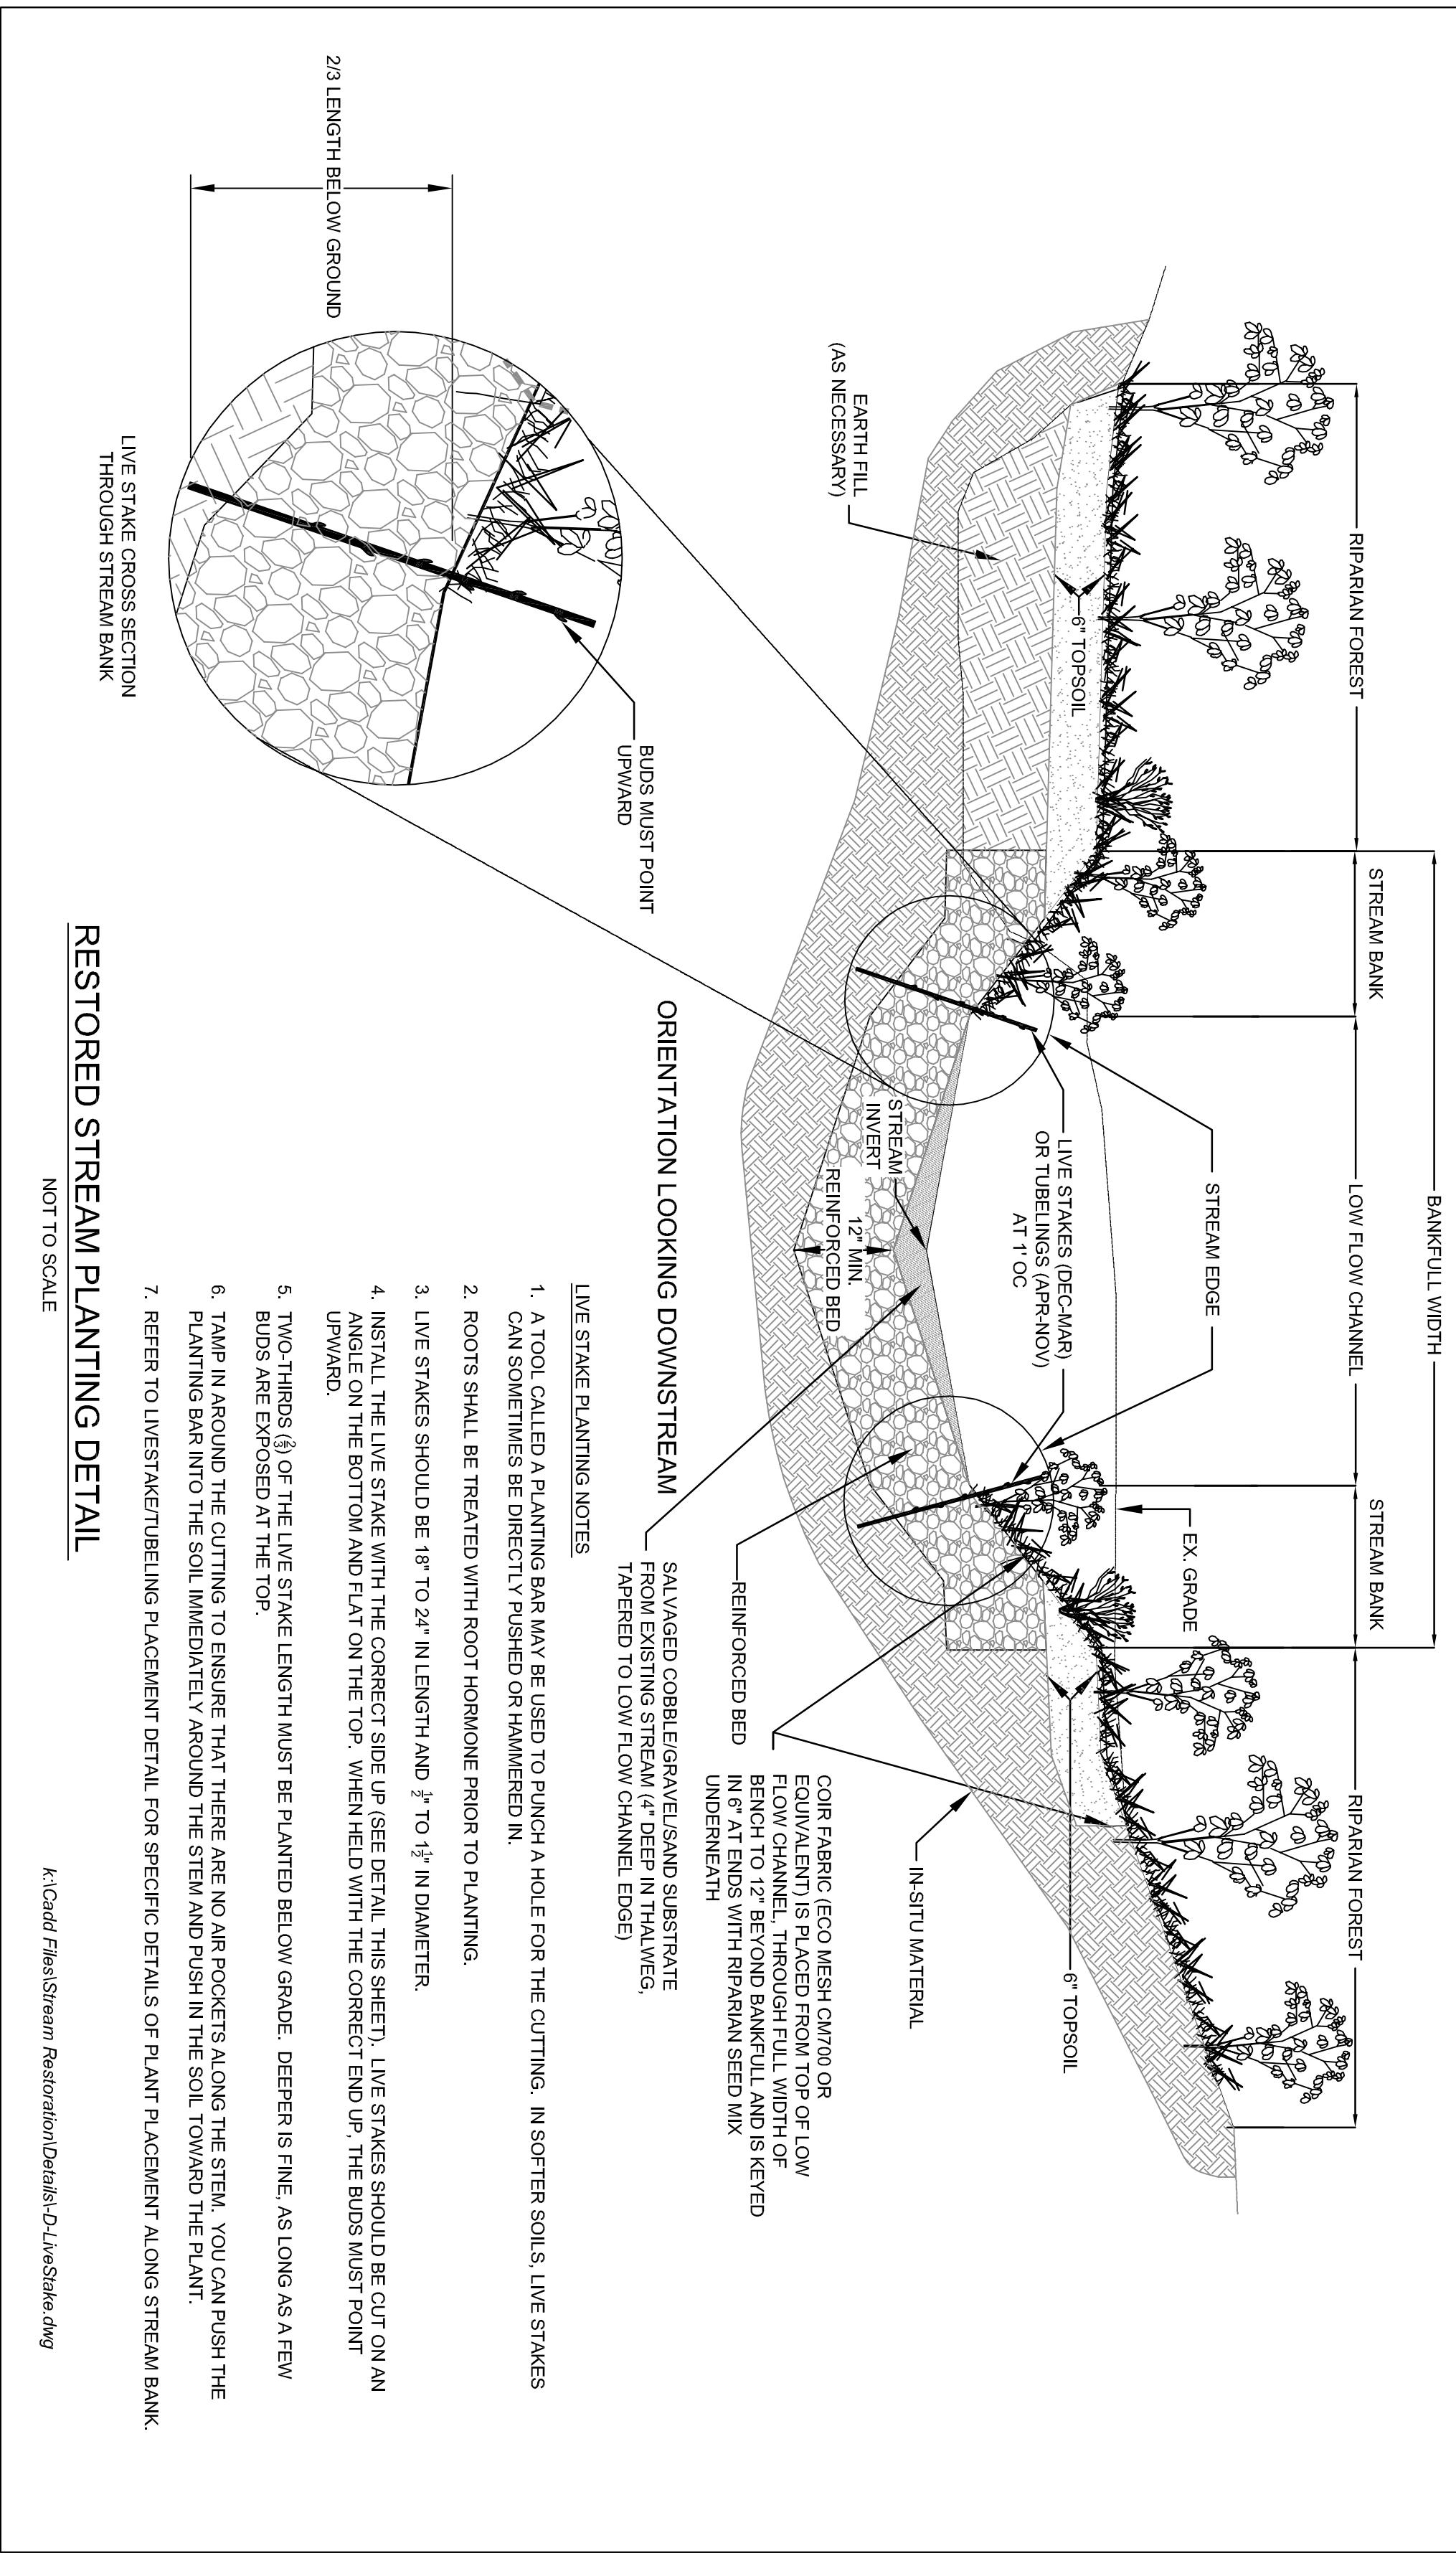 BANKFULL WIDTH
RIPARIAN FOREST
STREAM BANK
LOW FLOW CHANNEL
STREAM BANK
RIPARIAN FOREST
STREAM EDGE
EX. GRADE
6" TOPSOIL
LIVE STAKES (DEC-MAR)
OR TUBELINGS (APR-NOV)
AT 1' OC
6" TOPSOIL
EARTH FILL
(AS NECESSARY)
STREAM
INVERT
12" MIN.
REINFORCED BED
IN-SITU MATERIAL
COIR FABRIC (ECO MESH CM700 OR
EQUIVALENT) IS PLACED FROM TOP OF LOW
FLOW CHANNEL, THROUGH FULL WIDTH OF
BENCH TO 12" BEYOND BANKFULL AND IS KEYED
IN 6" AT ENDS WITH RIPARIAN SEED MIX
UNDERNEATH
REINFORCED BED
SALVAGED COBBLE/GRAVEL/SAND SUBSTRATE
FROM EXISTING STREAM (4" DEEP IN THALWEG,
TAPERED TO LOW FLOW CHANNEL EDGE)
ORIENTATION LOOKING DOWNSTREAM
BUDS MUST POINT
UPWARD
2/3 LENGTH BELOW GROUND
LIVE STAKE CROSS SECTION
THROUGH STREAM BANK
LIVE STAKE PLANTING NOTES
1. A TOOL CALLED A PLANTING BAR MAY BE USED TO PUNCH A HOLE FOR THE CUTTING. IN SOFTER SOILS, LIVE STAKES
CAN SOMETIMES BE DIRECTLY PUSHED OR HAMMERED IN.
2. ROOTS SHALL BE TREATED WITH ROOT HORMONE PRIOR TO PLANTING.
3. LIVE STAKES SHOULD BE 18" TO 24" IN LENGTH AND ½" TO 1½" IN DIAMETER.
4. INSTALL THE LIVE STAKE WITH THE CORRECT SIDE UP (SEE DETAIL THIS SHEET). LIVE STAKES SHOULD BE CUT ON AN
ANGLE ON THE BOTTOM AND FLAT ON THE TOP. WHEN HELD WITH THE CORRECT END UP, THE BUDS MUST POINT
UPWARD.
5. TWO-THIRDS (⅔) OF THE LIVE STAKE LENGTH MUST BE PLANTED BELOW GRADE. DEEPER IS FINE, AS LONG AS A FEW
BUDS ARE EXPOSED AT THE TOP.
6. TAMP IN AROUND THE CUTTING TO ENSURE THAT THERE ARE NO AIR POCKETS ALONG THE STEM. YOU CAN PUSH THE
PLANTING BAR INTO THE SOIL IMMEDIATELY AROUND THE STEM AND PUSH IN THE SOIL TOWARD THE PLANT.
7. REFER TO LIVESTAKE/TUBELING PLACEMENT DETAIL FOR SPECIFIC DETAILS OF PLANT PLACEMENT ALONG STREAM BANK.
RESTORED STREAM PLANTING DETAIL
NOT TO SCALE
k:\Cadd Files\Stream Restoration\Details\-D-LiveStake.dwg